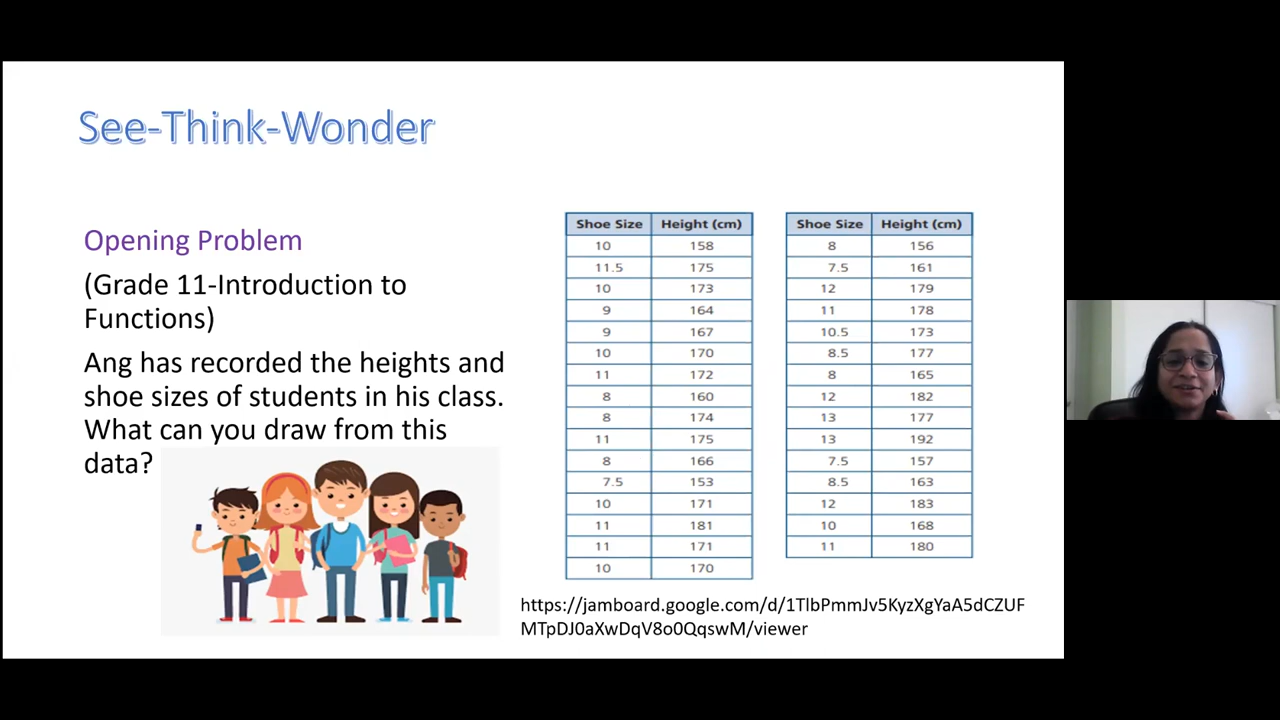 See-Think-Wonder
Opening Problem
(Grade 11-Introduction to
Functions)
Ang has recorded the heights and
shoe sizes of students in his class.
What can you draw from this
data?
Shoe Size Height (cm)
10 158
11.5 175
10 173
9 164
9 167
10 170
11 172
8 160
8 174
11 175
8 166
7.5 153
10 171
11 181
11 171
10 170
Shoe Size Height (cm)
8 156
7.5 161
12 179
11 178
10.5 173
8.5 177
8 165
12 182
13 177
13 192
7.5 157
8.5 163
12 183
10 168
11 180
https://jamboard.google.com/d/1TlbPmmJv5KyzXgYaA5dCZUF
MTpDJ0aXwDqV8o0QqswM/viewer